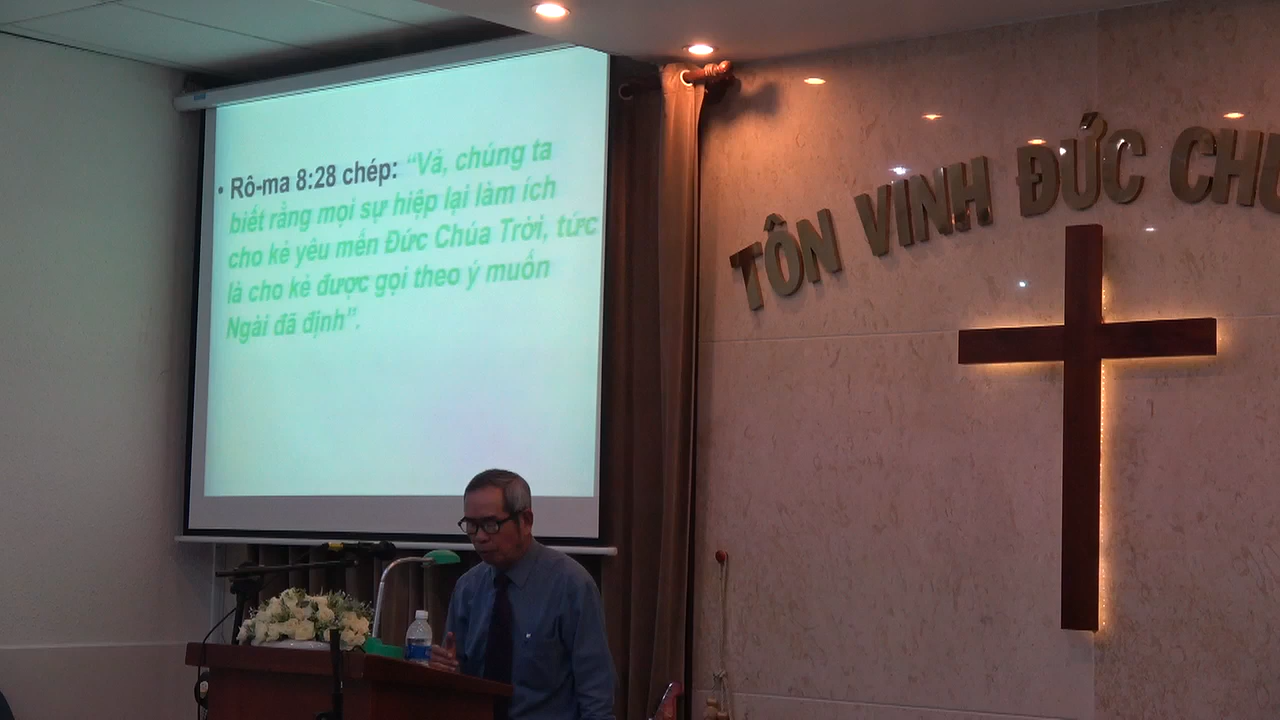 • Rô-ma 8:28 chép: “Vả, chúng ta
biết rằng mọi sự hiệp lại làm ích
cho kẻ yêu mến Đức Chúa Trời, tức
là cho kẻ được gọi theo ý muốn
Ngài đã định”.
TÔN VINH ĐỨC CHÚ